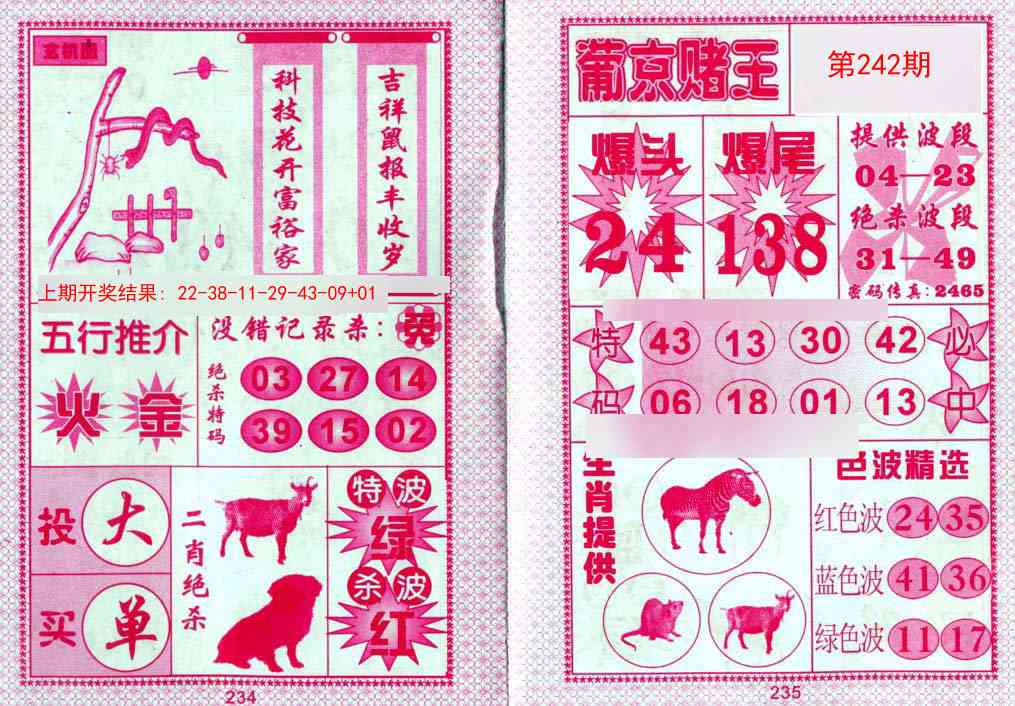 玄机图
科技花开富裕家
吉祥鼠报丰收岁
上期开奖结果: 22-38-11-29-43-09+01
五行推介
火 金
没错记录杀:
绝杀特码
03 27 14
39 15 02
投 大
买 单
二肖绝杀
特波
绿
杀波
红
234
葡京赌王
第242期
爆头
24
爆尾
138
提供波段
04—23
绝杀波段
31—49
密码传真:2465
特码
43 13 30 42
06 18 01 13
必中
生肖提供
色波精选
红色波 24 35
蓝色波 41 36
绿色波 11 17
235